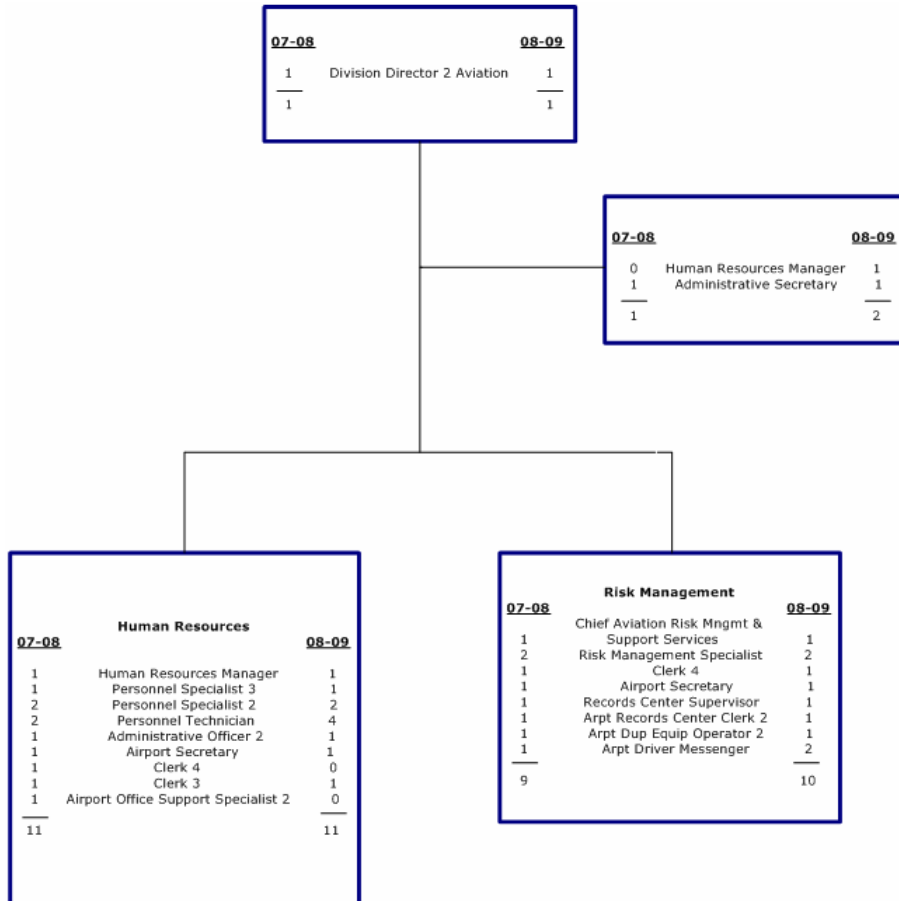 07-08 08-09
1 Division Director 2 Aviation 1
1 1
07-08 08-09
0 Human Resources Manager 1
1 Administrative Secretary 1
1 2
Human Resources
07-08 08-09
1 Human Resources Manager 1
1 Personnel Specialist 3 1
2 Personnel Specialist 2 2
2 Personnel Technician 4
1 Administrative Officer 2 1
1 Airport Secretary 1
1 Clerk 4 0
1 Clerk 3 1
1 Airport Office Support Specialist 2 0
11 11
Risk Management
07-08 08-09
Chief Aviation Risk Mngmt &
1 Support Services 1
2 Risk Management Specialist 2
1 Clerk 4 1
1 Airport Secretary 1
1 Records Center Supervisor 1
1 Arpt Records Center Clerk 2 1
1 Arpt Dup Equip Operator 2 1
1 Arpt Driver Messenger 2
9 10